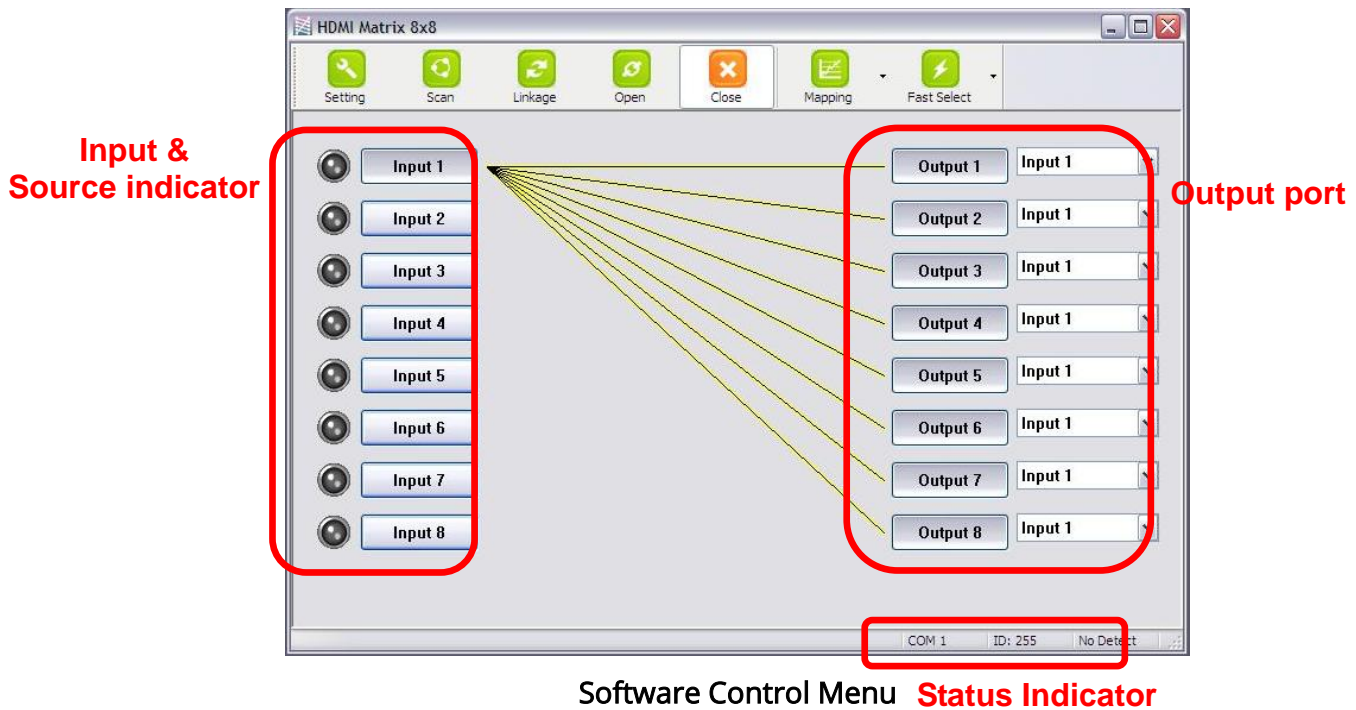 HDMI Matrix 8x8
Setting Scan Linkage Open Close Mapping Fast Select
Input &
Source indicator
Output port
Input 1 Output 1 Input 1
Input 2 Output 2 Input 1
Input 3 Output 3 Input 1
Input 4 Output 4 Input 1
Input 5 Output 5 Input 1
Input 6 Output 6 Input 1
Input 7 Output 7 Input 1
Input 8 Output 8 Input 1
COM 1 ID: 255 No Detect
Software Control Menu Status Indicator